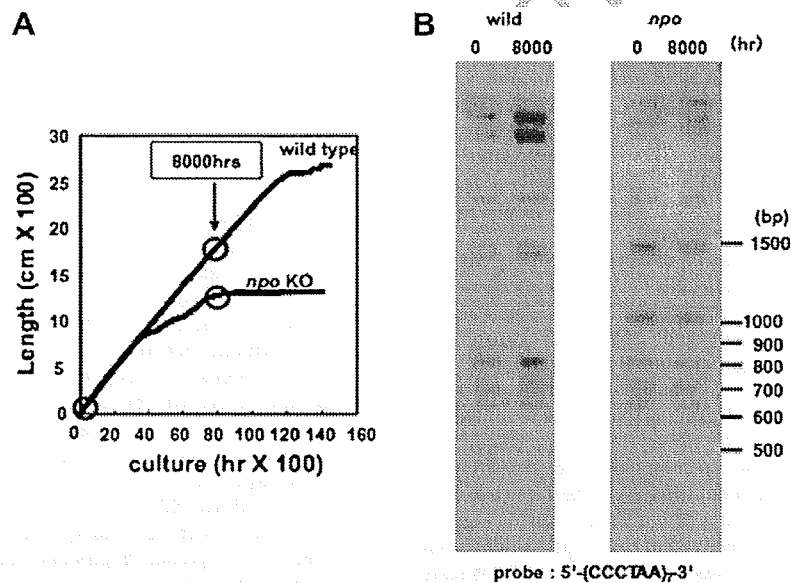 A
30
25
20
15
10
5
0
Length (cm X 100)
8000hrs
wild type
npo KO
0 20 40 60 80 100 120 140 160
culture (hr X 100)
B
wild npo
0 8000 0 8000 (hr)
(bp)
1500
1000
900
800
700
600
500
probe : 5'-(CCCTAA)7-3'